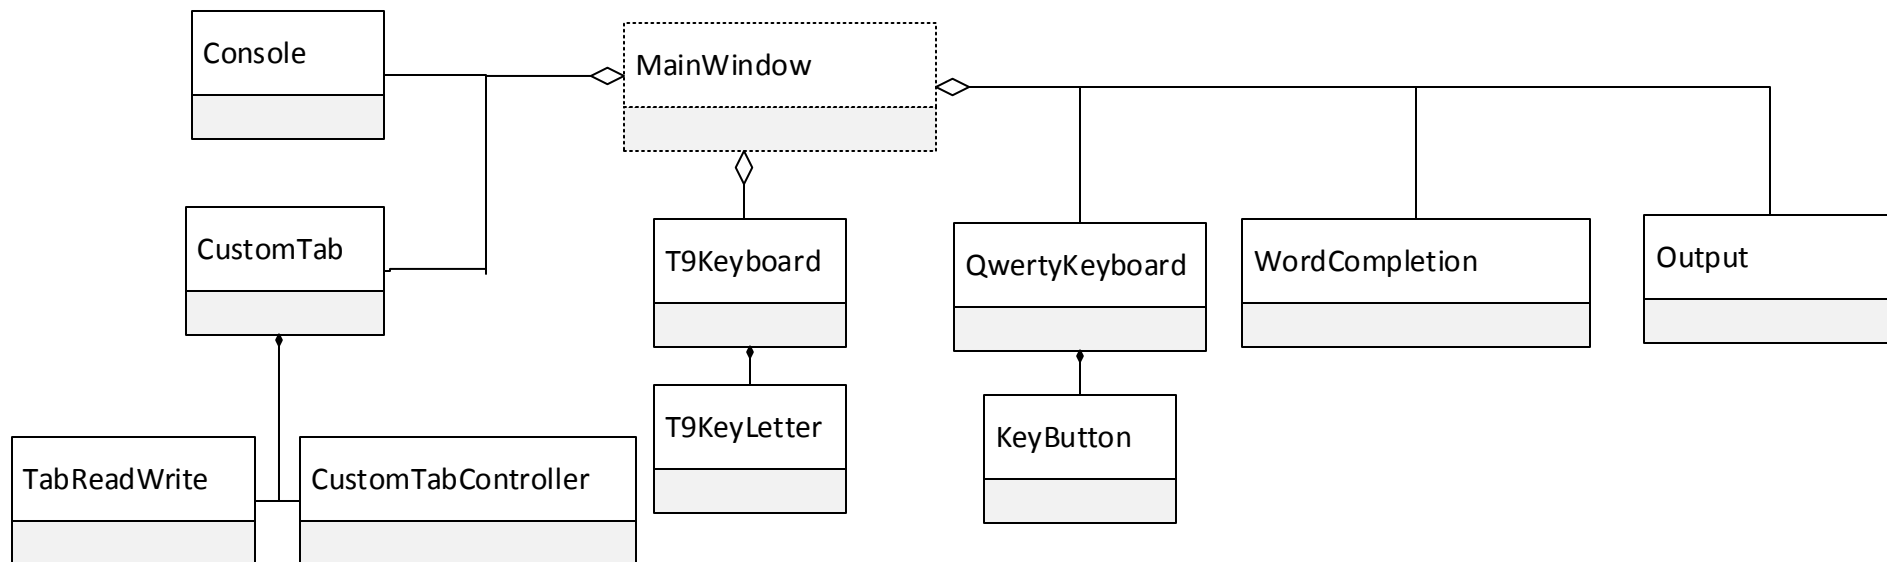 Console
MainWindow
CustomTab
T9Keyboard
QwertyKeyboard
WordCompletion
Output
TabReadWrite
CustomTabController
T9KeyLetter
KeyButton